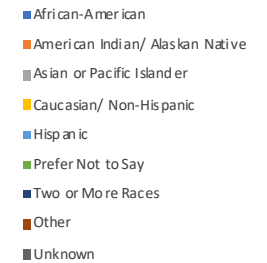 African-American
American Indian/ Alaskan Native
Asian or Pacific Islander
Caucasian/ Non-Hispanic
Hispanic
Prefer Not to Say
Two or More Races
Other
Unknown